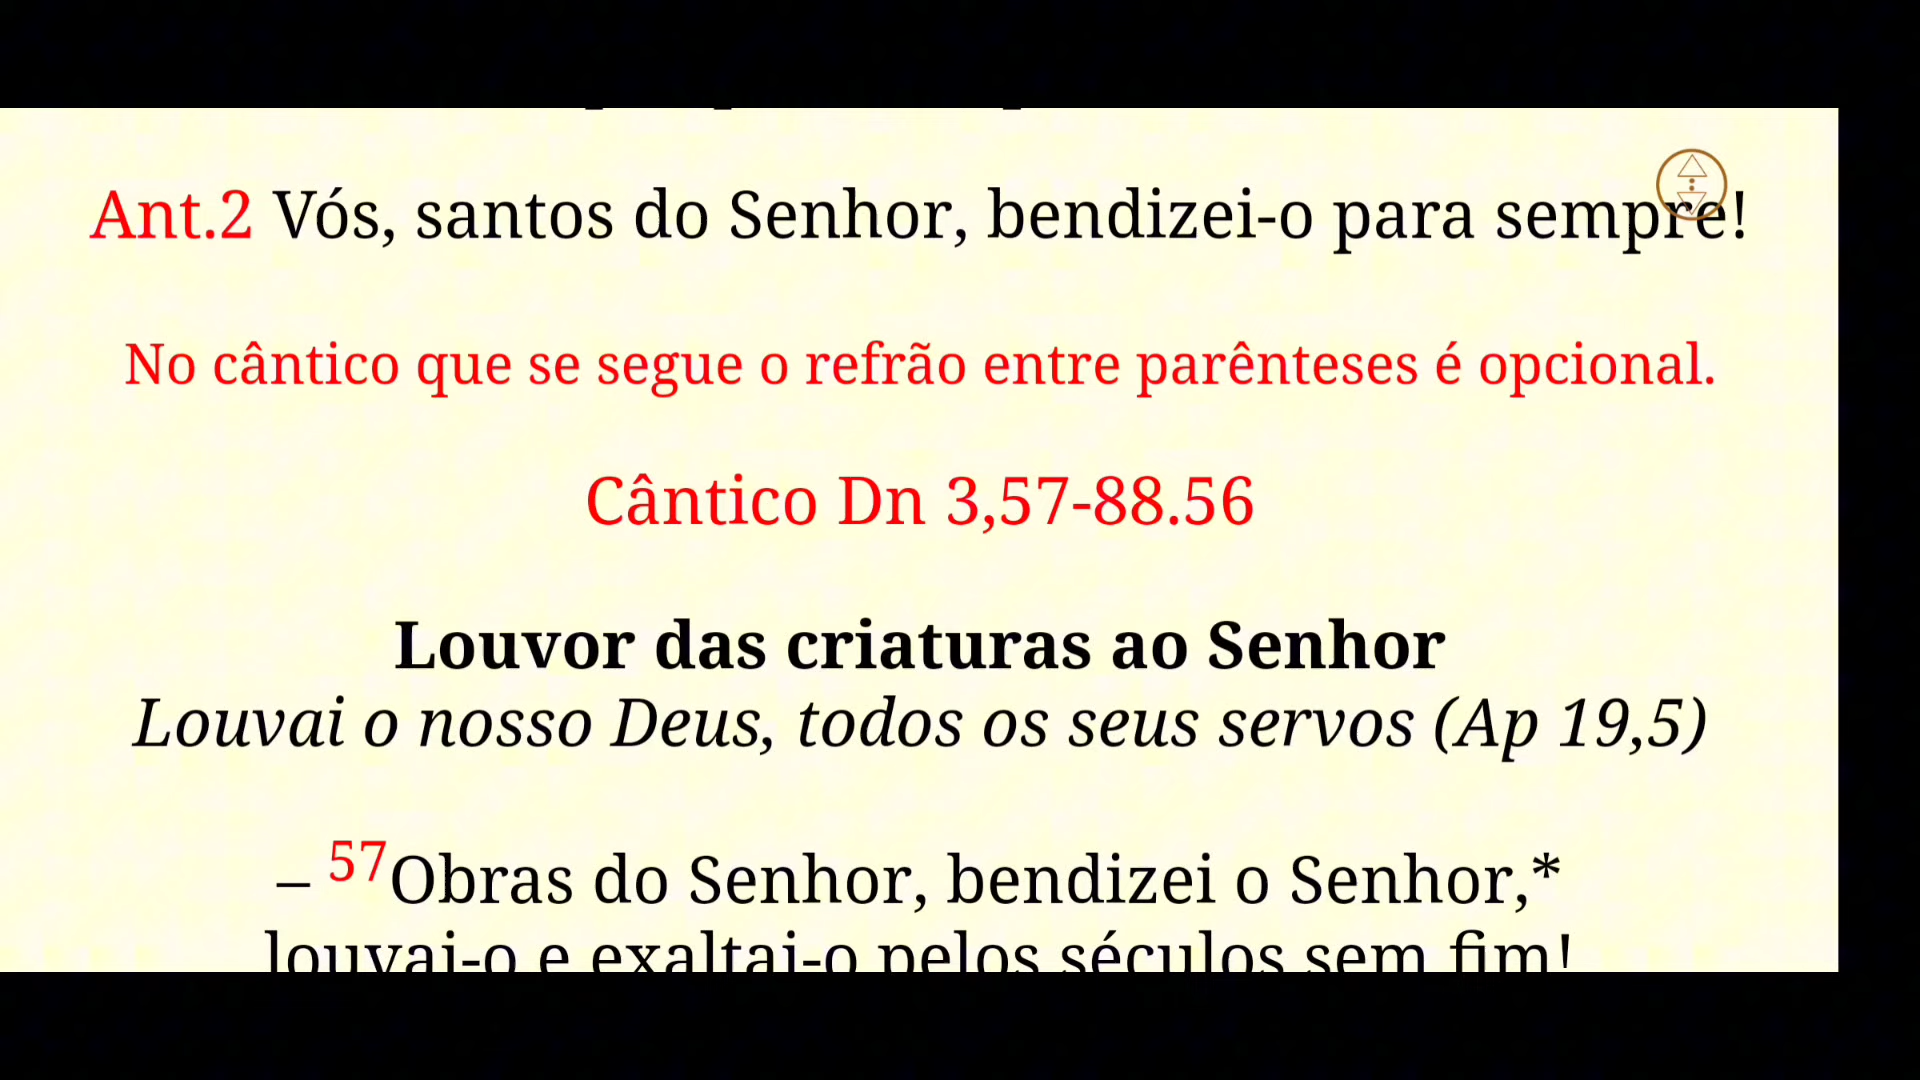 Ant.2 Vós, santos do Senhor, bendizei-o para sempre!
No cântico que se segue o refrão entre parênteses é opcional.
Cântico Dn 3,57-88.56
Louvor das criaturas ao Senhor
Louvai o nosso Deus, todos os seus servos (Ap 19,5)
– 57Obras do Senhor, bendizei o Senhor,*
louvai-o e exaltai-o pelos séculos sem fim!